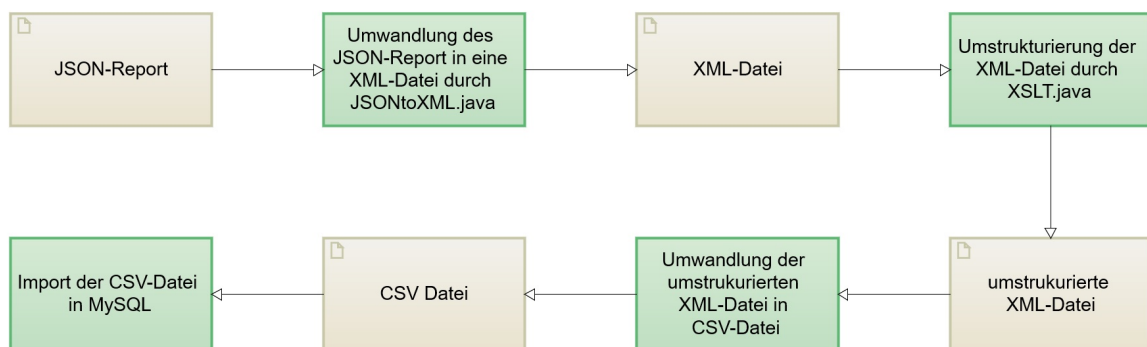 JSON-Report
Umwandlung des
JSON-Report in eine
XML-Datei durch
JSONtoXML.java
XML-Datei
Umstrukturierung der
XML-Datei durch
XSLT.java
Import der CSV-Datei
in MySQL
CSV Datei
Umwandlung der
umstrukurierten
XML-Datei in
CSV-Datei
umstrukurierte
XML-Datei